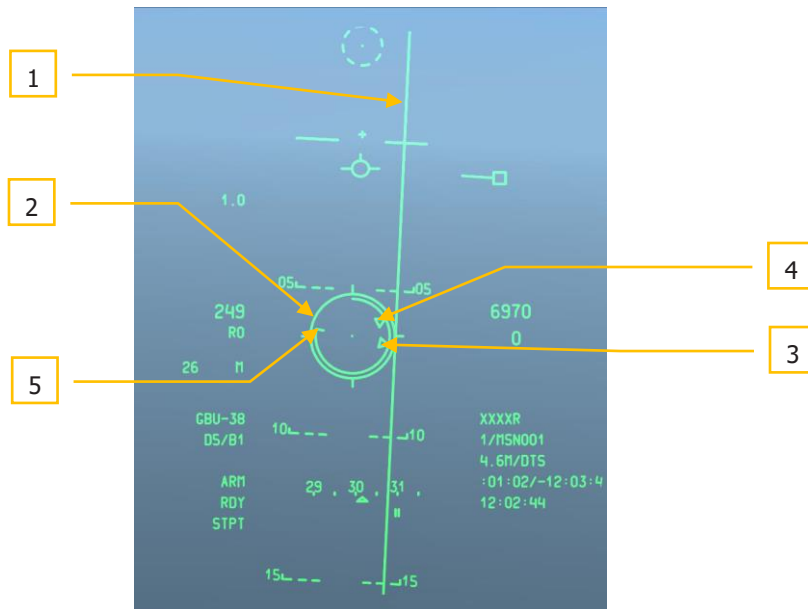 1
2
3
4
5
1.0
05
05
249
RO
26 M
6970
0
GBU-38
D5/B1
10
10
XXXXR
1/MSN001
4.6M/DTS
:01:02/-12:03:4
12:02:44
ARM
RDY
STPT
29 . 30 . 31 .
15
15